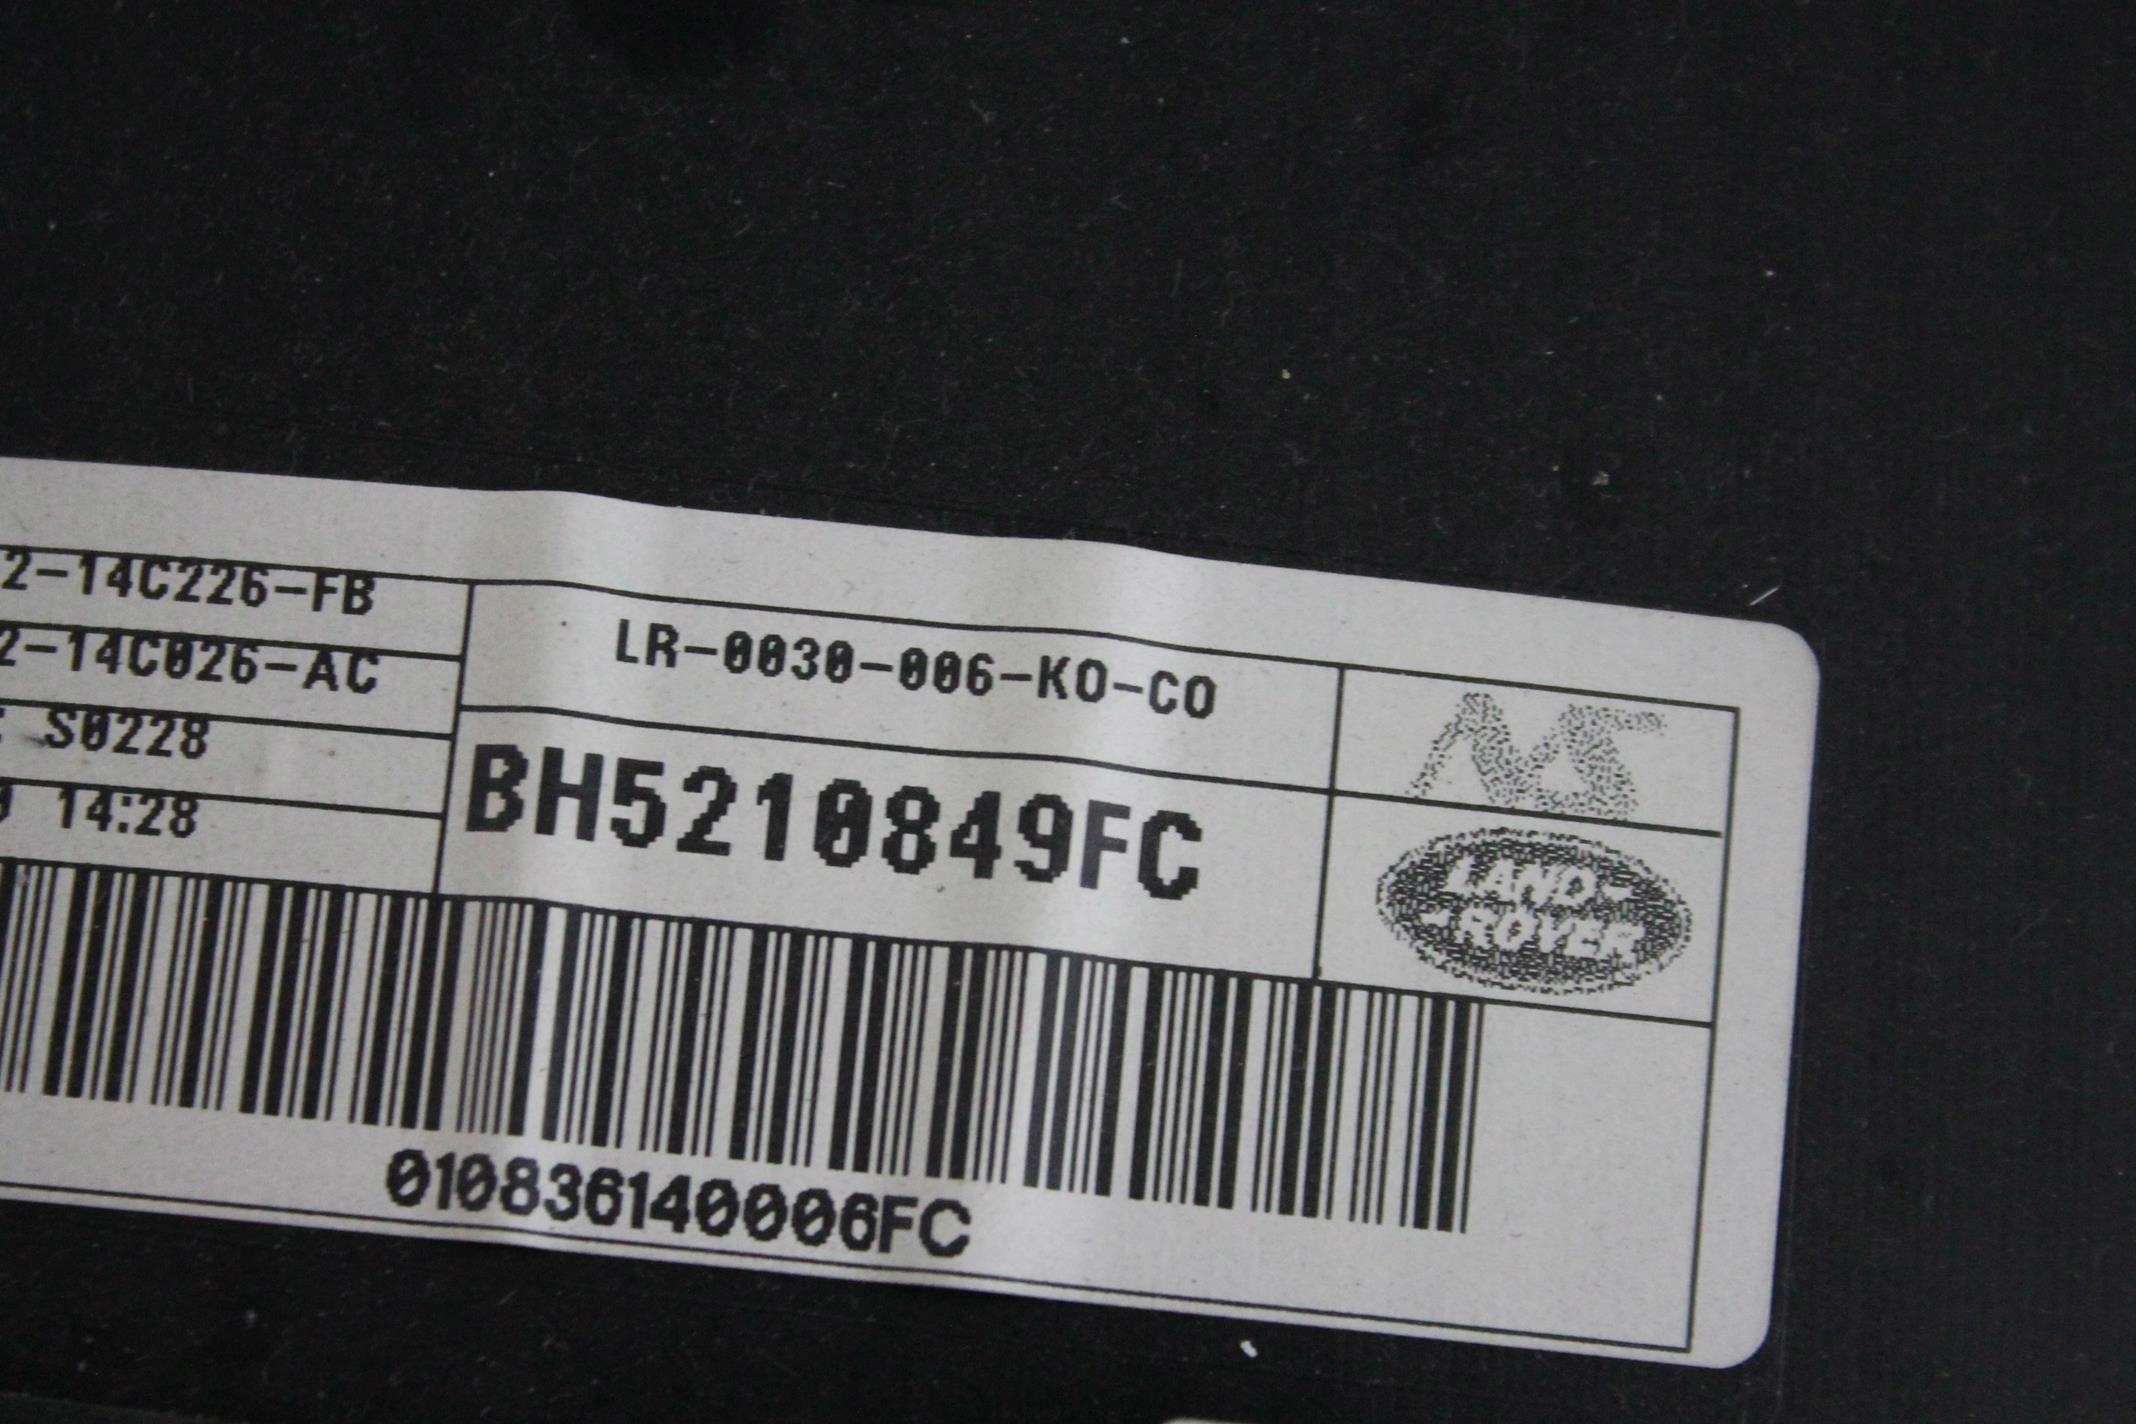 2-14C226-FB
2-14C026-AC
S0228
14:28
LR-0030-006-KO-CO
BH5210849FC
LAND-
ROVER
010836140006FC